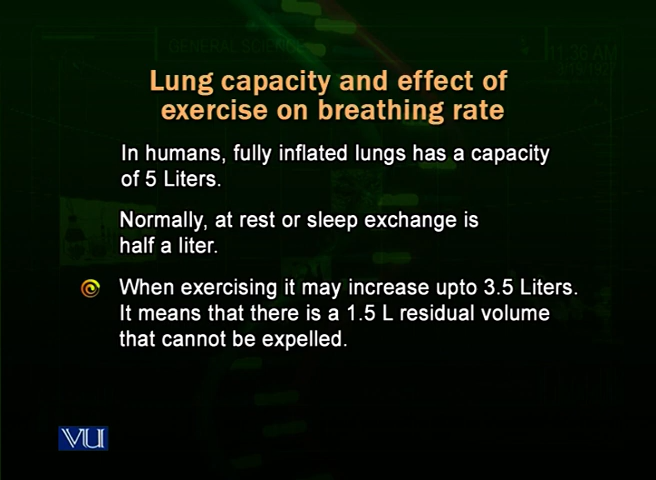 GENERAL SCIENCE
Lung capacity and effect of
exercise on breathing rate
In humans, fully inflated lungs has a capacity
of 5 Liters.
Normally, at rest or sleep exchange is
half a liter.
When exercising it may increase upto 3.5 Liters.
It means that there is a 1.5 L residual volume
that cannot be expelled.
VU